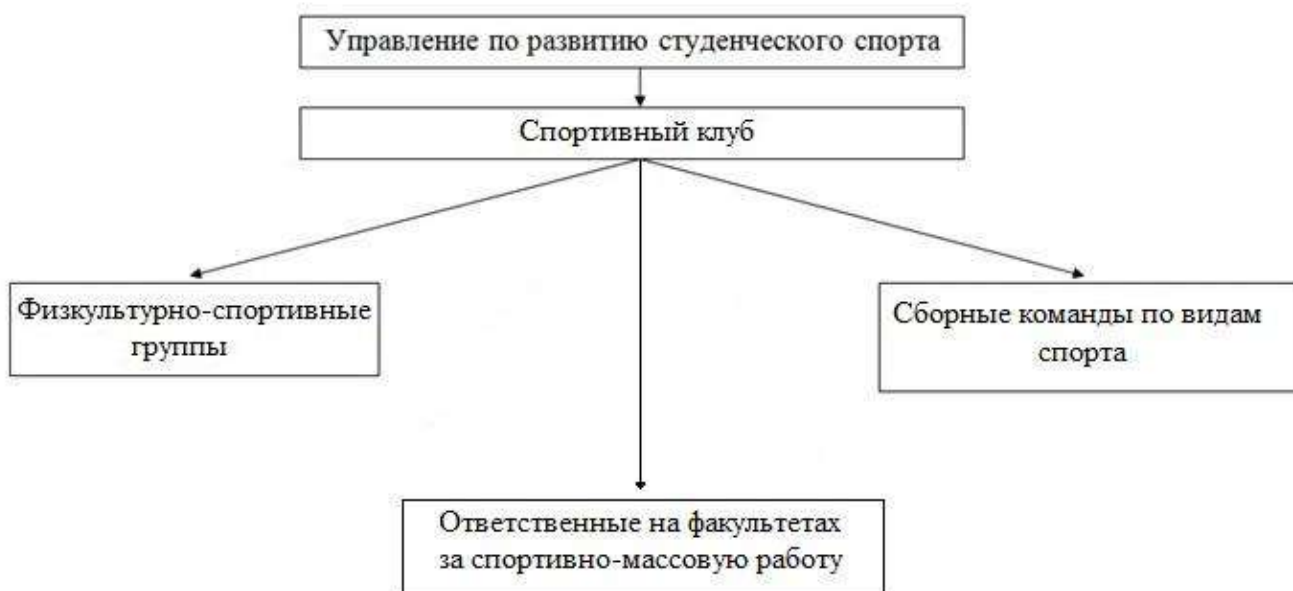 Управление по развитию студенческого спорта
Спортивный клуб
Физкультурно-спортивные
группы
Сборные команды по видам
спорта
Ответственные на факультетах
за спортивно-массовую работу